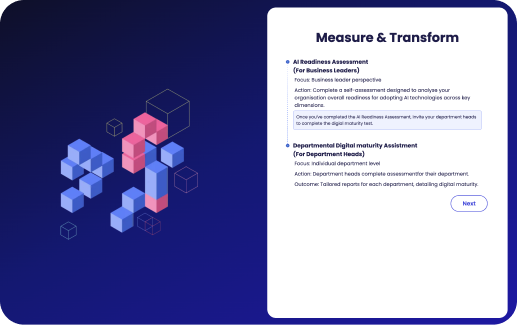 Measure & Transform
AI Readiness Assessment
(For Business Leaders)
Focus: Business leader perspective
Action: Complete a self-assessment designed to analyse your
organisation overall readiness for adopting AI technologies across key
dimensions.
Once you've completed the AI Readiness Assessment, invite your department heads
to complete the digital maturity test.
Departmental Digital maturity Assistment
(For Department Heads)
Focus: Individual department level
Action: Department heads complete assessmentfor their department.
Outcome: Tailored reports for each department, detailing digital maturity.
Next